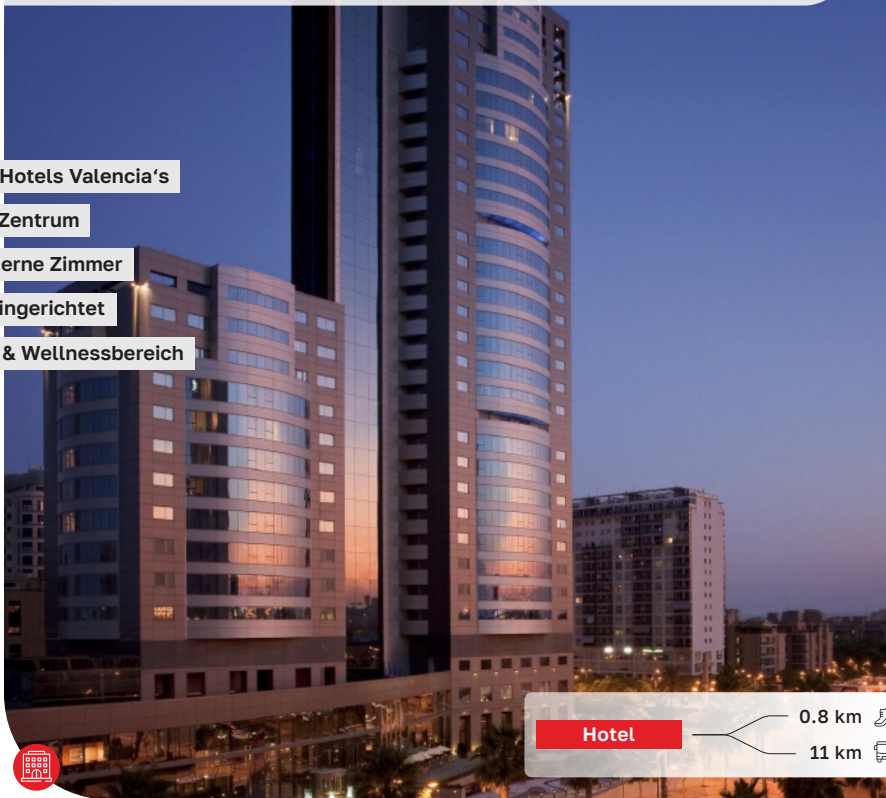 Hotels Valencia‘s
Zentrum
erne Zimmer
ingerichtet
& Wellnessbereich
0.8 km
Hotel
11 km